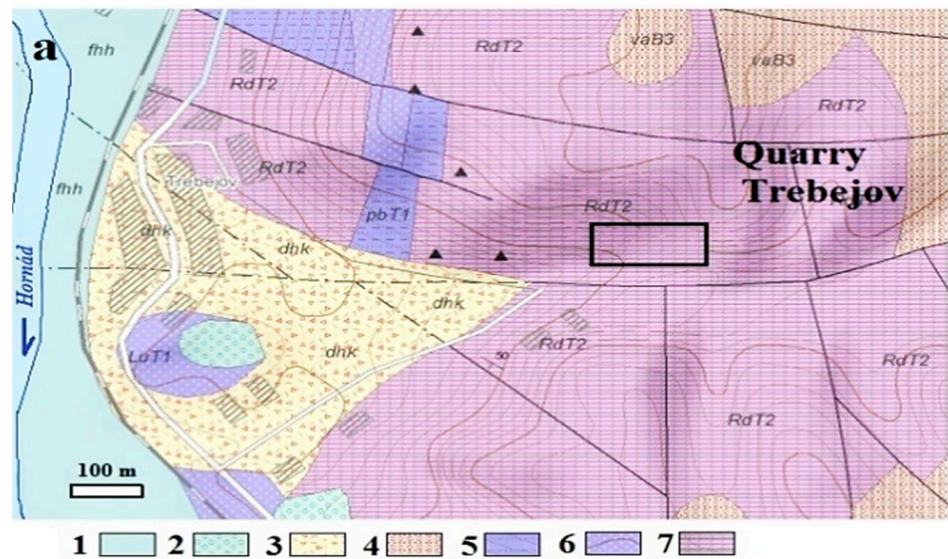 a
fhh
RdT2
RdT2
vaB3
vaB3
RdT2
RdT2
Quarry
Trebejov
fhh
Trebejov
RdT2
pbT1
dhk
dhk
Hornád
dhk
LuT1
dhk
50
RdT2
RdT2
RdT2
100 m
1 2 3 4 5 6 7